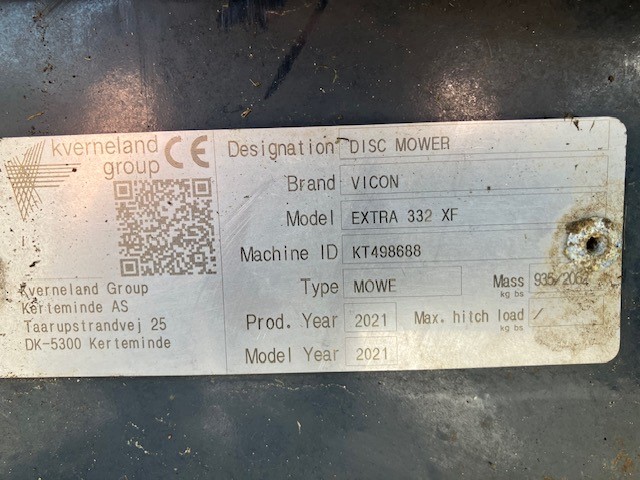 kverneland
group
CE
Designation DISC MOWER
Brand VICON
Model EXTRA 332 XF
Machine ID KT498688
Type MOWE
Mass kg lbs 935/2062
Prod. Year 2021
Max. hitch load kg lbs /
Model Year 2021
Kverneland Group
Kerteminde AS
Taarupstrandvej 25
DK-5300 Kerteminde